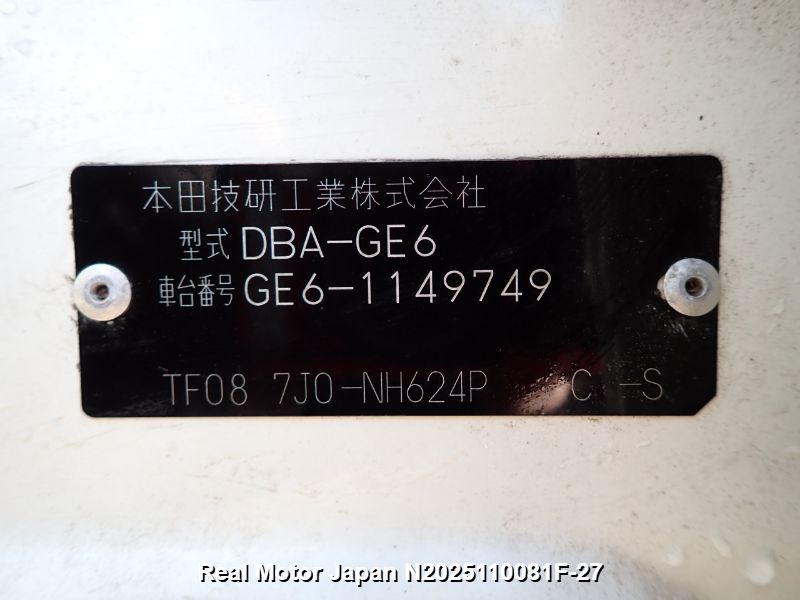 本田技研工業株式会社
型式 DBA-GE6
車台番号 GE6-1149749
TF08 7J0-NH624P C -S
Real Motor Japan N2025110081F-27